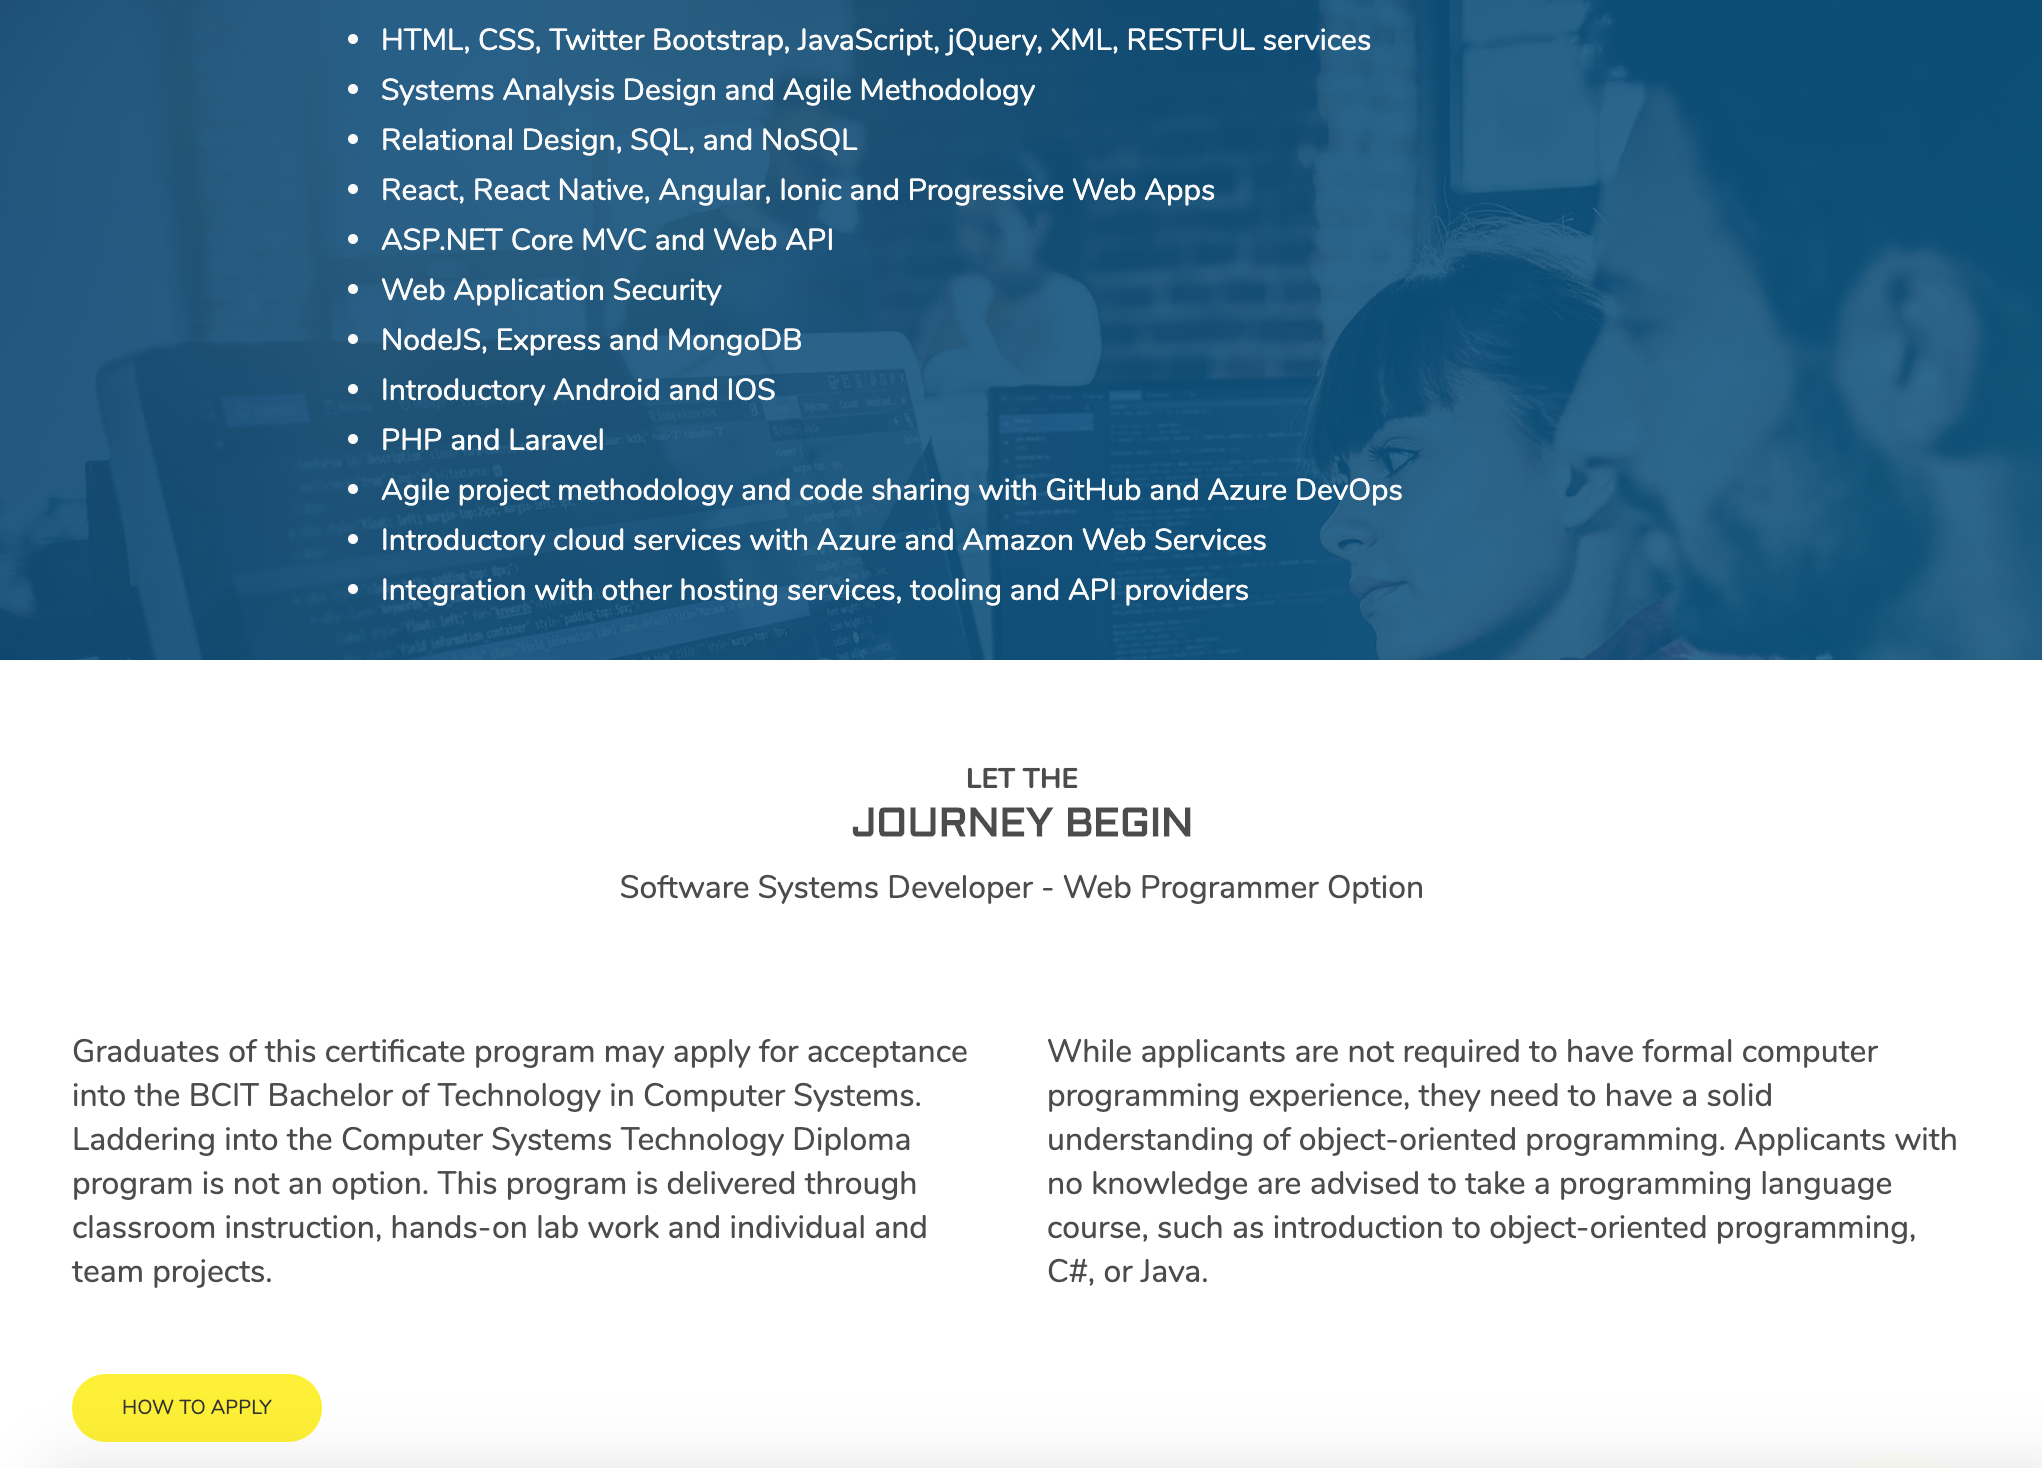 HTML, CSS, Twitter Bootstrap, JavaScript, jQuery, XML, RESTFUL services
Systems Analysis Design and Agile Methodology
Relational Design, SQL, and NoSQL
React, React Native, Angular, Ionic and Progressive Web Apps
ASP.NET Core MVC and Web API
Web Application Security
NodeJS, Express and MongoDB
Introductory Android and IOS
PHP and Laravel
Agile project methodology and code sharing with GitHub and Azure DevOps
Introductory cloud services with Azure and Amazon Web Services
Integration with other hosting services, tooling and API providers
LET THE
JOURNEY BEGIN
Software Systems Developer - Web Programmer Option
Graduates of this certificate program may apply for acceptance
into the BCIT Bachelor of Technology in Computer Systems.
Laddering into the Computer Systems Technology Diploma
program is not an option. This program is delivered through
classroom instruction, hands-on lab work and individual and
team projects.
While applicants are not required to have formal computer
programming experience, they need to have a solid
understanding of object-oriented programming. Applicants with
no knowledge are advised to take a programming language
course, such as introduction to object-oriented programming,
C#, or Java.
HOW TO APPLY